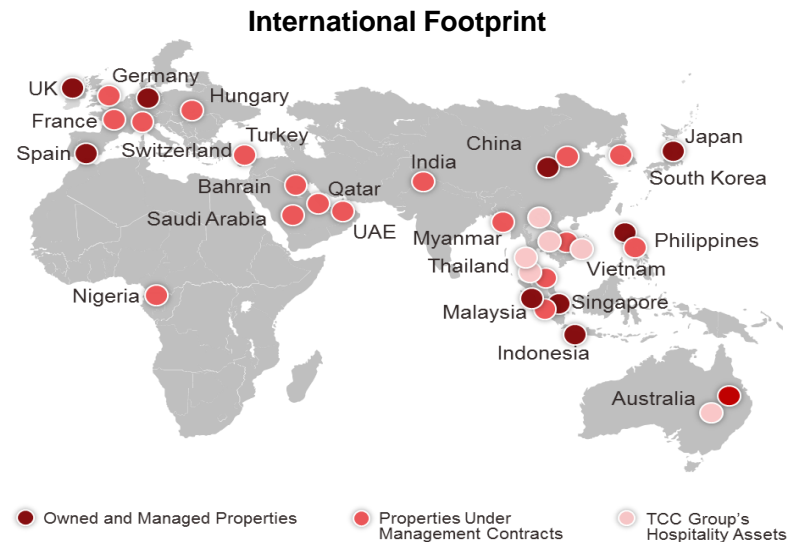 International Footprint
UK
Germany
Hungary
France
Switzerland
Turkey
Spain
Bahrain
Qatar
Saudi Arabia
UAE
Nigeria
India
China
Japan
South Korea
Myanmar
Thailand
Vietnam
Philippines
Malaysia
Singapore
Indonesia
Australia
Owned and Managed Properties
Properties Under
Management Contracts
TCC Group's
Hospitality Assets